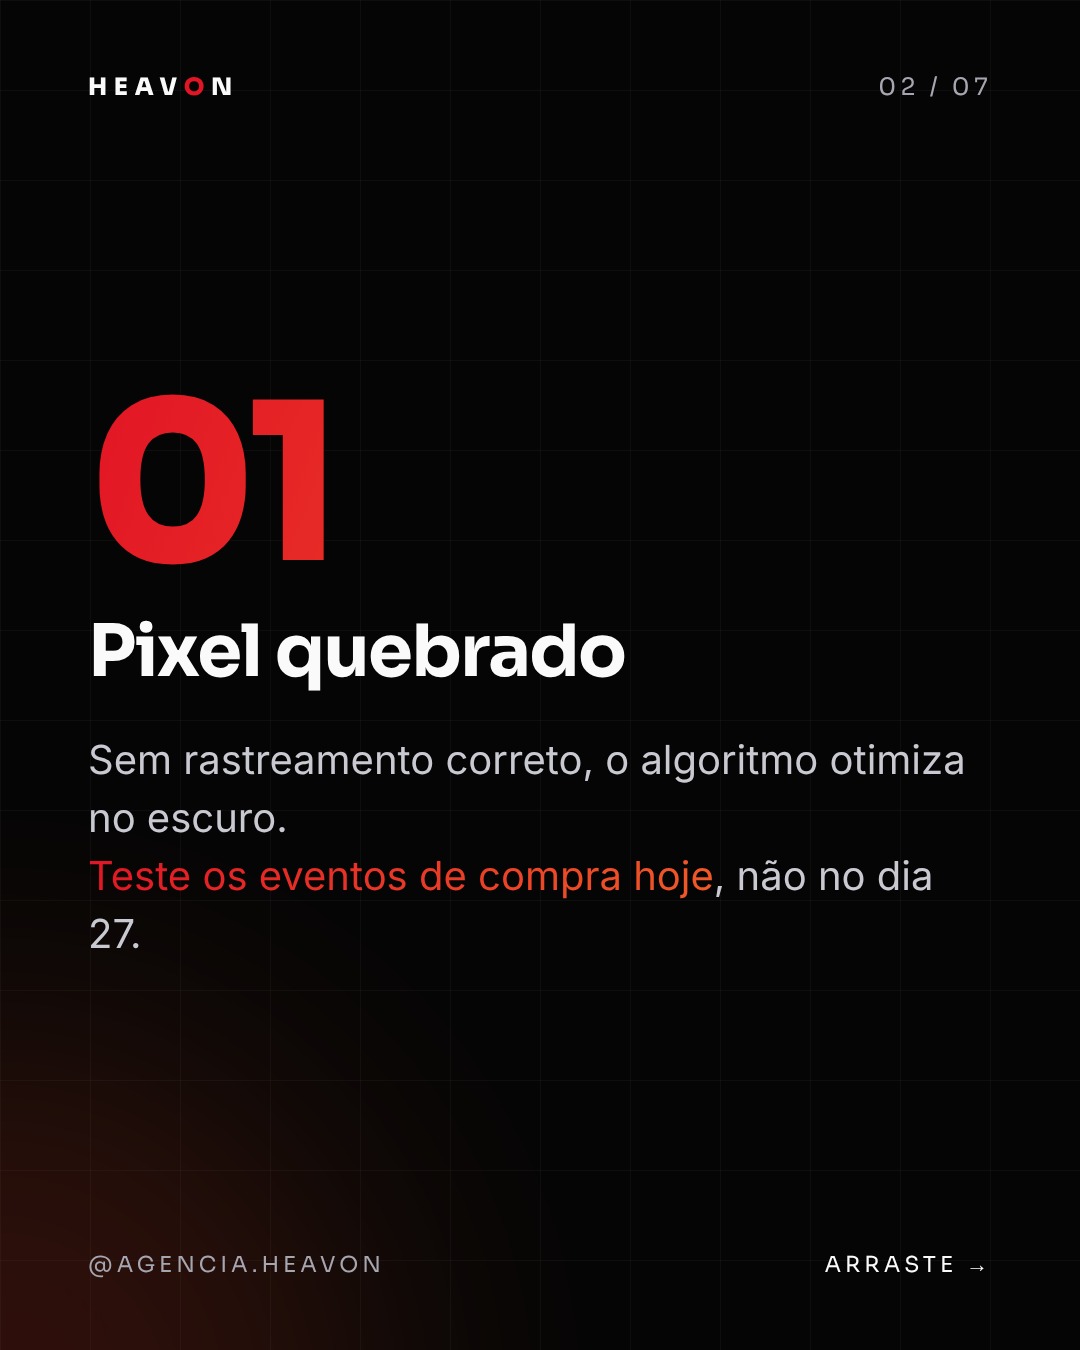 HEAVON
02 / 07
01
Pixel quebrado
Sem rastreamento correto, o algoritmo otimiza
no escuro.
Teste os eventos de compra hoje, não no dia
27.
@AGENCIA.HEAVON
ARRASTE →